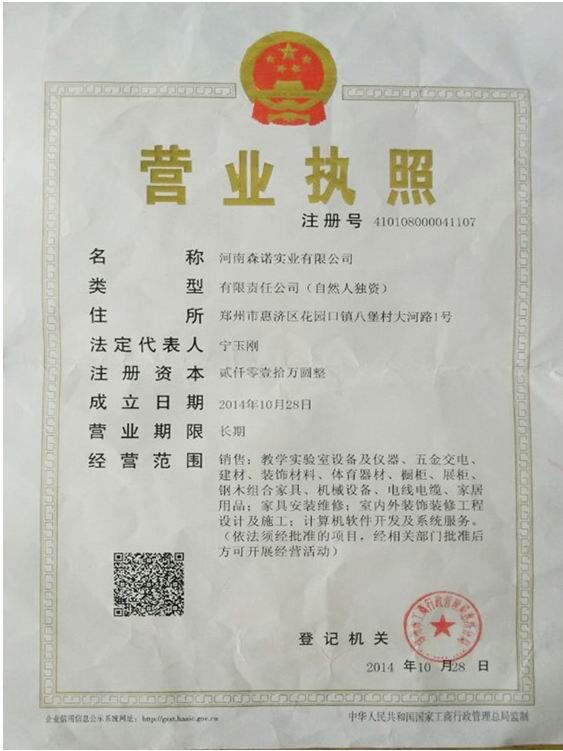 营业执照
注册号 410108000041107
名称 河南森诺实业有限公司
类型 有限责任公司（自然人独资）
住所 郑州市惠济区花园口镇八堡村大河路1号
法定代表人 宁玉刚
注册资本 贰仟零壹拾万圆整
成立日期 2014年10月28日
营业期限 长期
经营范围 销售：教学实验室设备及仪器、五金交电、
建材、装饰材料、体育器材、橱柜、展柜、
钢木组合家具、机械设备、电线电缆、家居
用品；家具安装维修；室内外装饰装修工程
设计及施工；计算机软件开发及系统服务。
（依法须经批准的项目，经相关部门批准后
方可开展经营活动）
登记机关
2014 年 10 月 28 日
企业信用信息公示系统网址：http://gsxt.haaic.gov.cn
中华人民共和国国家工商行政管理总局监制